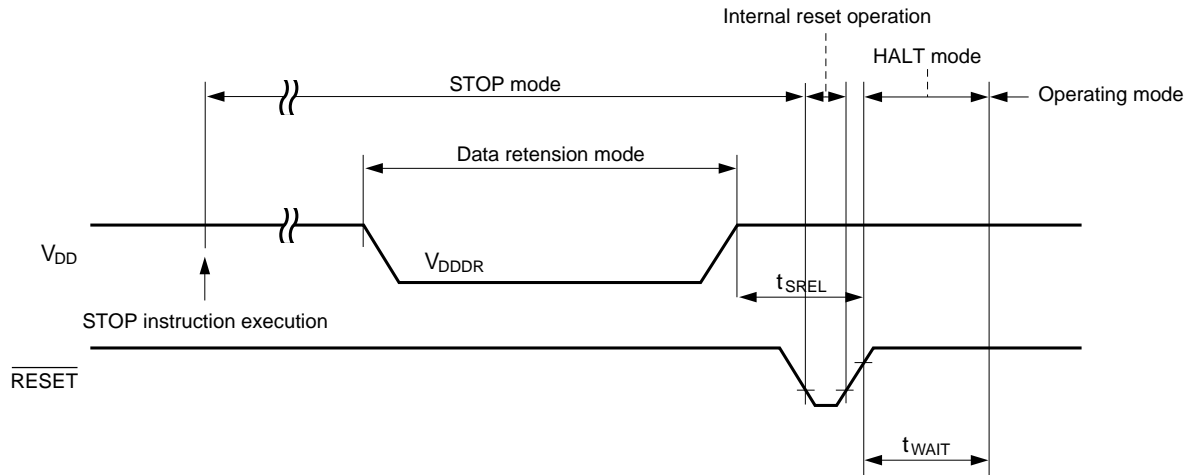 Internal reset operation
HALT mode
STOP mode
Operating mode
Data retension mode
VDD
VDDDR
tSREL
STOP instruction execution
RESET
tWAIT